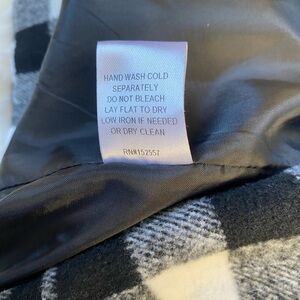 HAND WASH COLD
SEPARATELY
DO NOT BLEACH
LAY FLAT TO DRY
LOW IRON IF NEEDED
OR DRY CLEAN
RN#152557